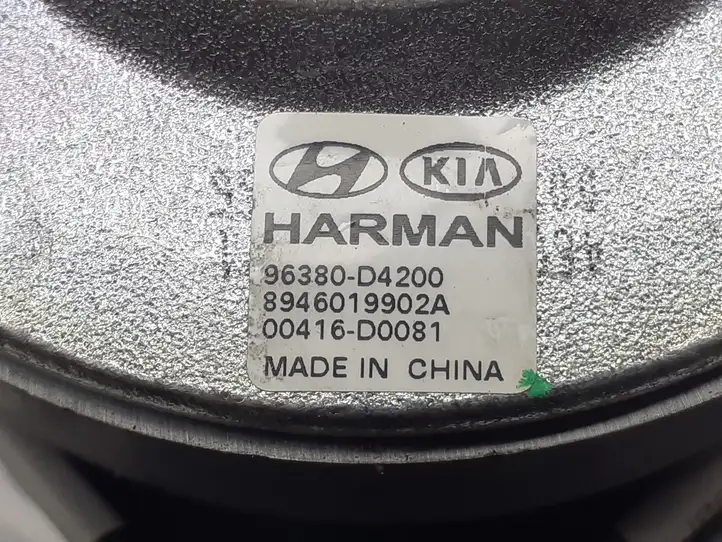 KIA
HARMAN
96380-D4200
8946019902A
00416-D0081
MADE IN CHINA